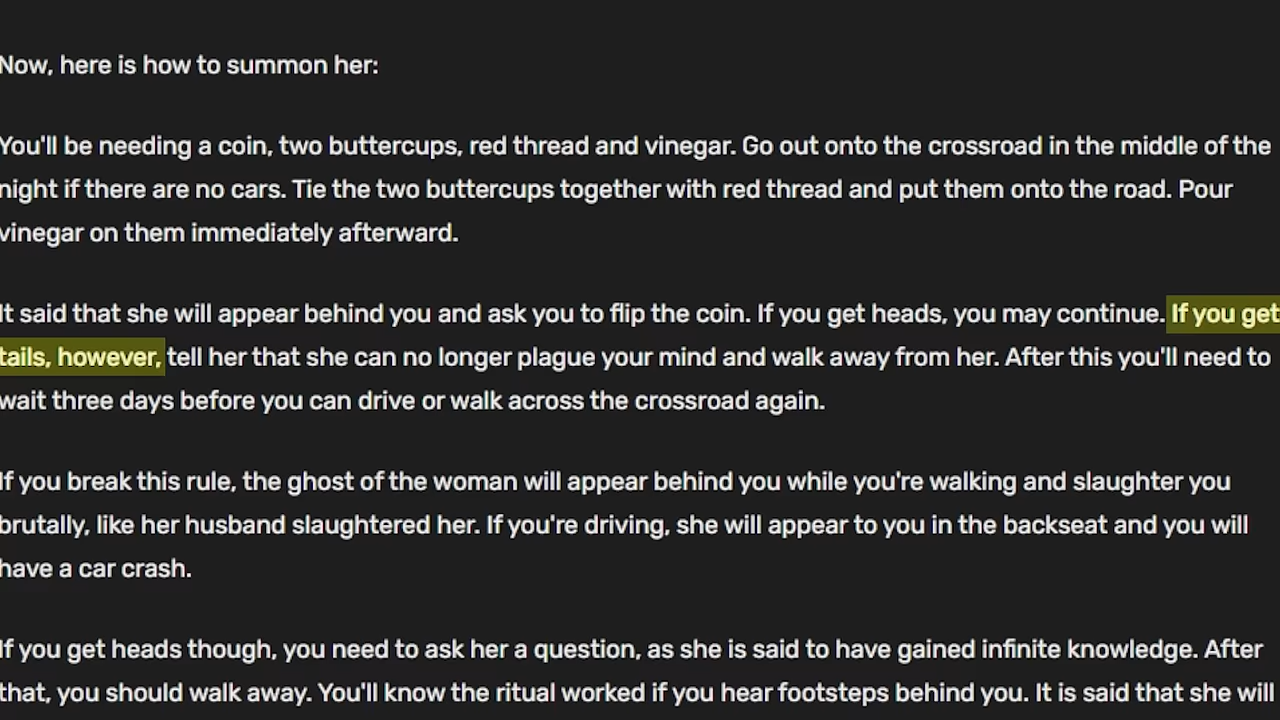 Now, here is how to summon her:
You'll be needing a coin, two buttercups, red thread and vinegar. Go out onto the crossroad in the middle of the
night if there are no cars. Tie the two buttercups together with red thread and put them onto the road. Pour
vinegar on them immediately afterward.
It said that she will appear behind you and ask you to flip the coin. If you get heads, you may continue. If you get
tails, however, tell her that she can no longer plague your mind and walk away from her. After this you'll need to
wait three days before you can drive or walk across the crossroad again.
If you break this rule, the ghost of the woman will appear behind you while you're walking and slaughter you
brutally, like her husband slaughtered her. If you're driving, she will appear to you in the backseat and you will
have a car crash.
If you get heads though, you need to ask her a question, as she is said to have gained infinite knowledge. After
that, you should walk away. You'll know the ritual worked if you hear footsteps behind you. It is said that she will